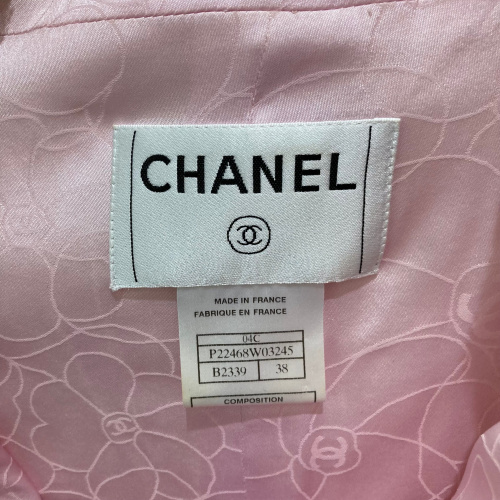 CHANEL
MADE IN FRANCE
FABRIQUE EN FRANCE
04C
P22468W03245
B2339 38
COMPOSITION